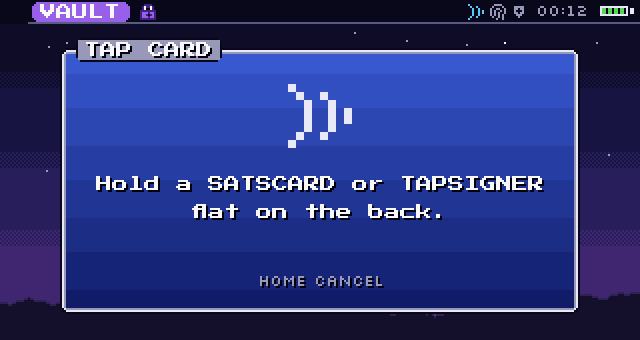 VAULT
00:12
TAP CARD
Hold a SATSCARD or TAPSIGNER
flat on the back.
HOME CANCEL